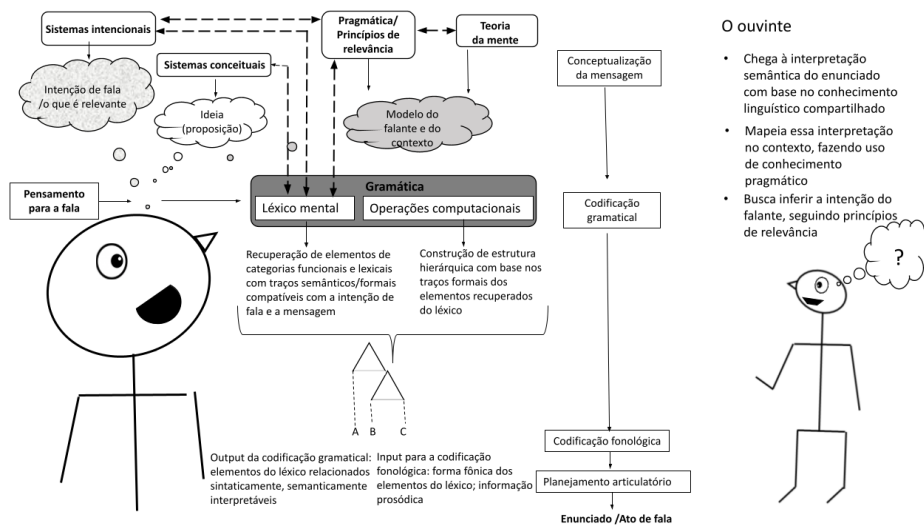 Sistemas intencionais
Pragmática/
Princípios de
relevância
Teoria
da mente
Sistemas conceituais
Intenção de fala
/o que é relevante
Ideia
(proposição)
Modelo do
falante e do
contexto
Conceptualização
da mensagem
Pensamento
para a fala
Gramática
Léxico mental
Operações computacionais
Codificação
gramatical
Recuperação de elementos de
categorias funcionais e lexicais
com traços semânticos/formais
compatíveis com a intenção de
fala e a mensagem
Construção de estrutura
hierárquica com base nos
traços formais dos
elementos recuperados
do léxico
A B C
Output da codificação gramatical:
elementos do léxico relacionados
sintaticamente, semanticamente
interpretáveis
Input para a codificação
fonológica: forma fônica dos
elementos do léxico; informação
prosódica
Codificação fonológica
Planejamento articulatório
Enunciado /Ato de fala
O ouvinte
• Chega à interpretação
semântica do enunciado
com base no conhecimento
linguístico compartilhado
• Mapeia essa interpretação
no contexto, fazendo uso
de conhecimento
pragmático
• Busca inferir a intenção do
falante, seguindo princípios
de relevância
?